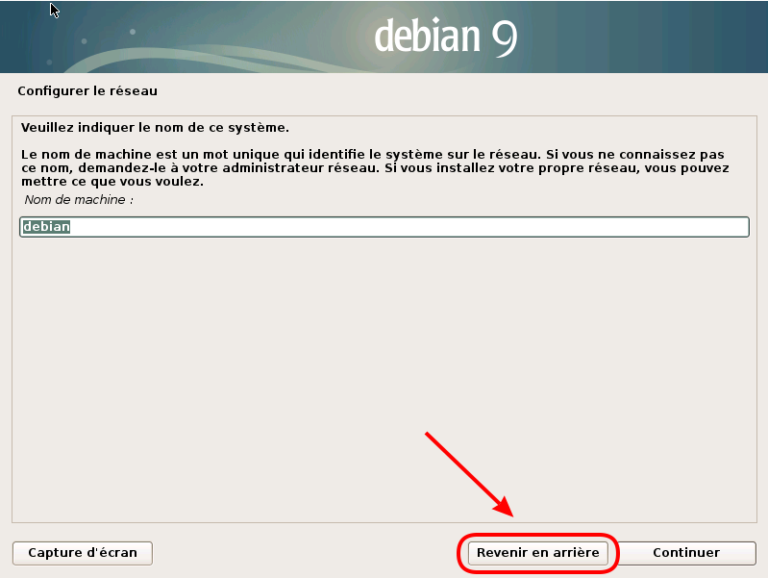 debian 9
Configurer le réseau
Veuillez indiquer le nom de ce système.
Le nom de machine est un mot unique qui identifie le système sur le réseau. Si vous ne connaissez pas
ce nom, demandez-le à votre administrateur réseau. Si vous installez votre propre réseau, vous pouvez
mettre ce que vous voulez.
Nom de machine :
debian
Capture d'écran
Revenir en arrière
Continuer